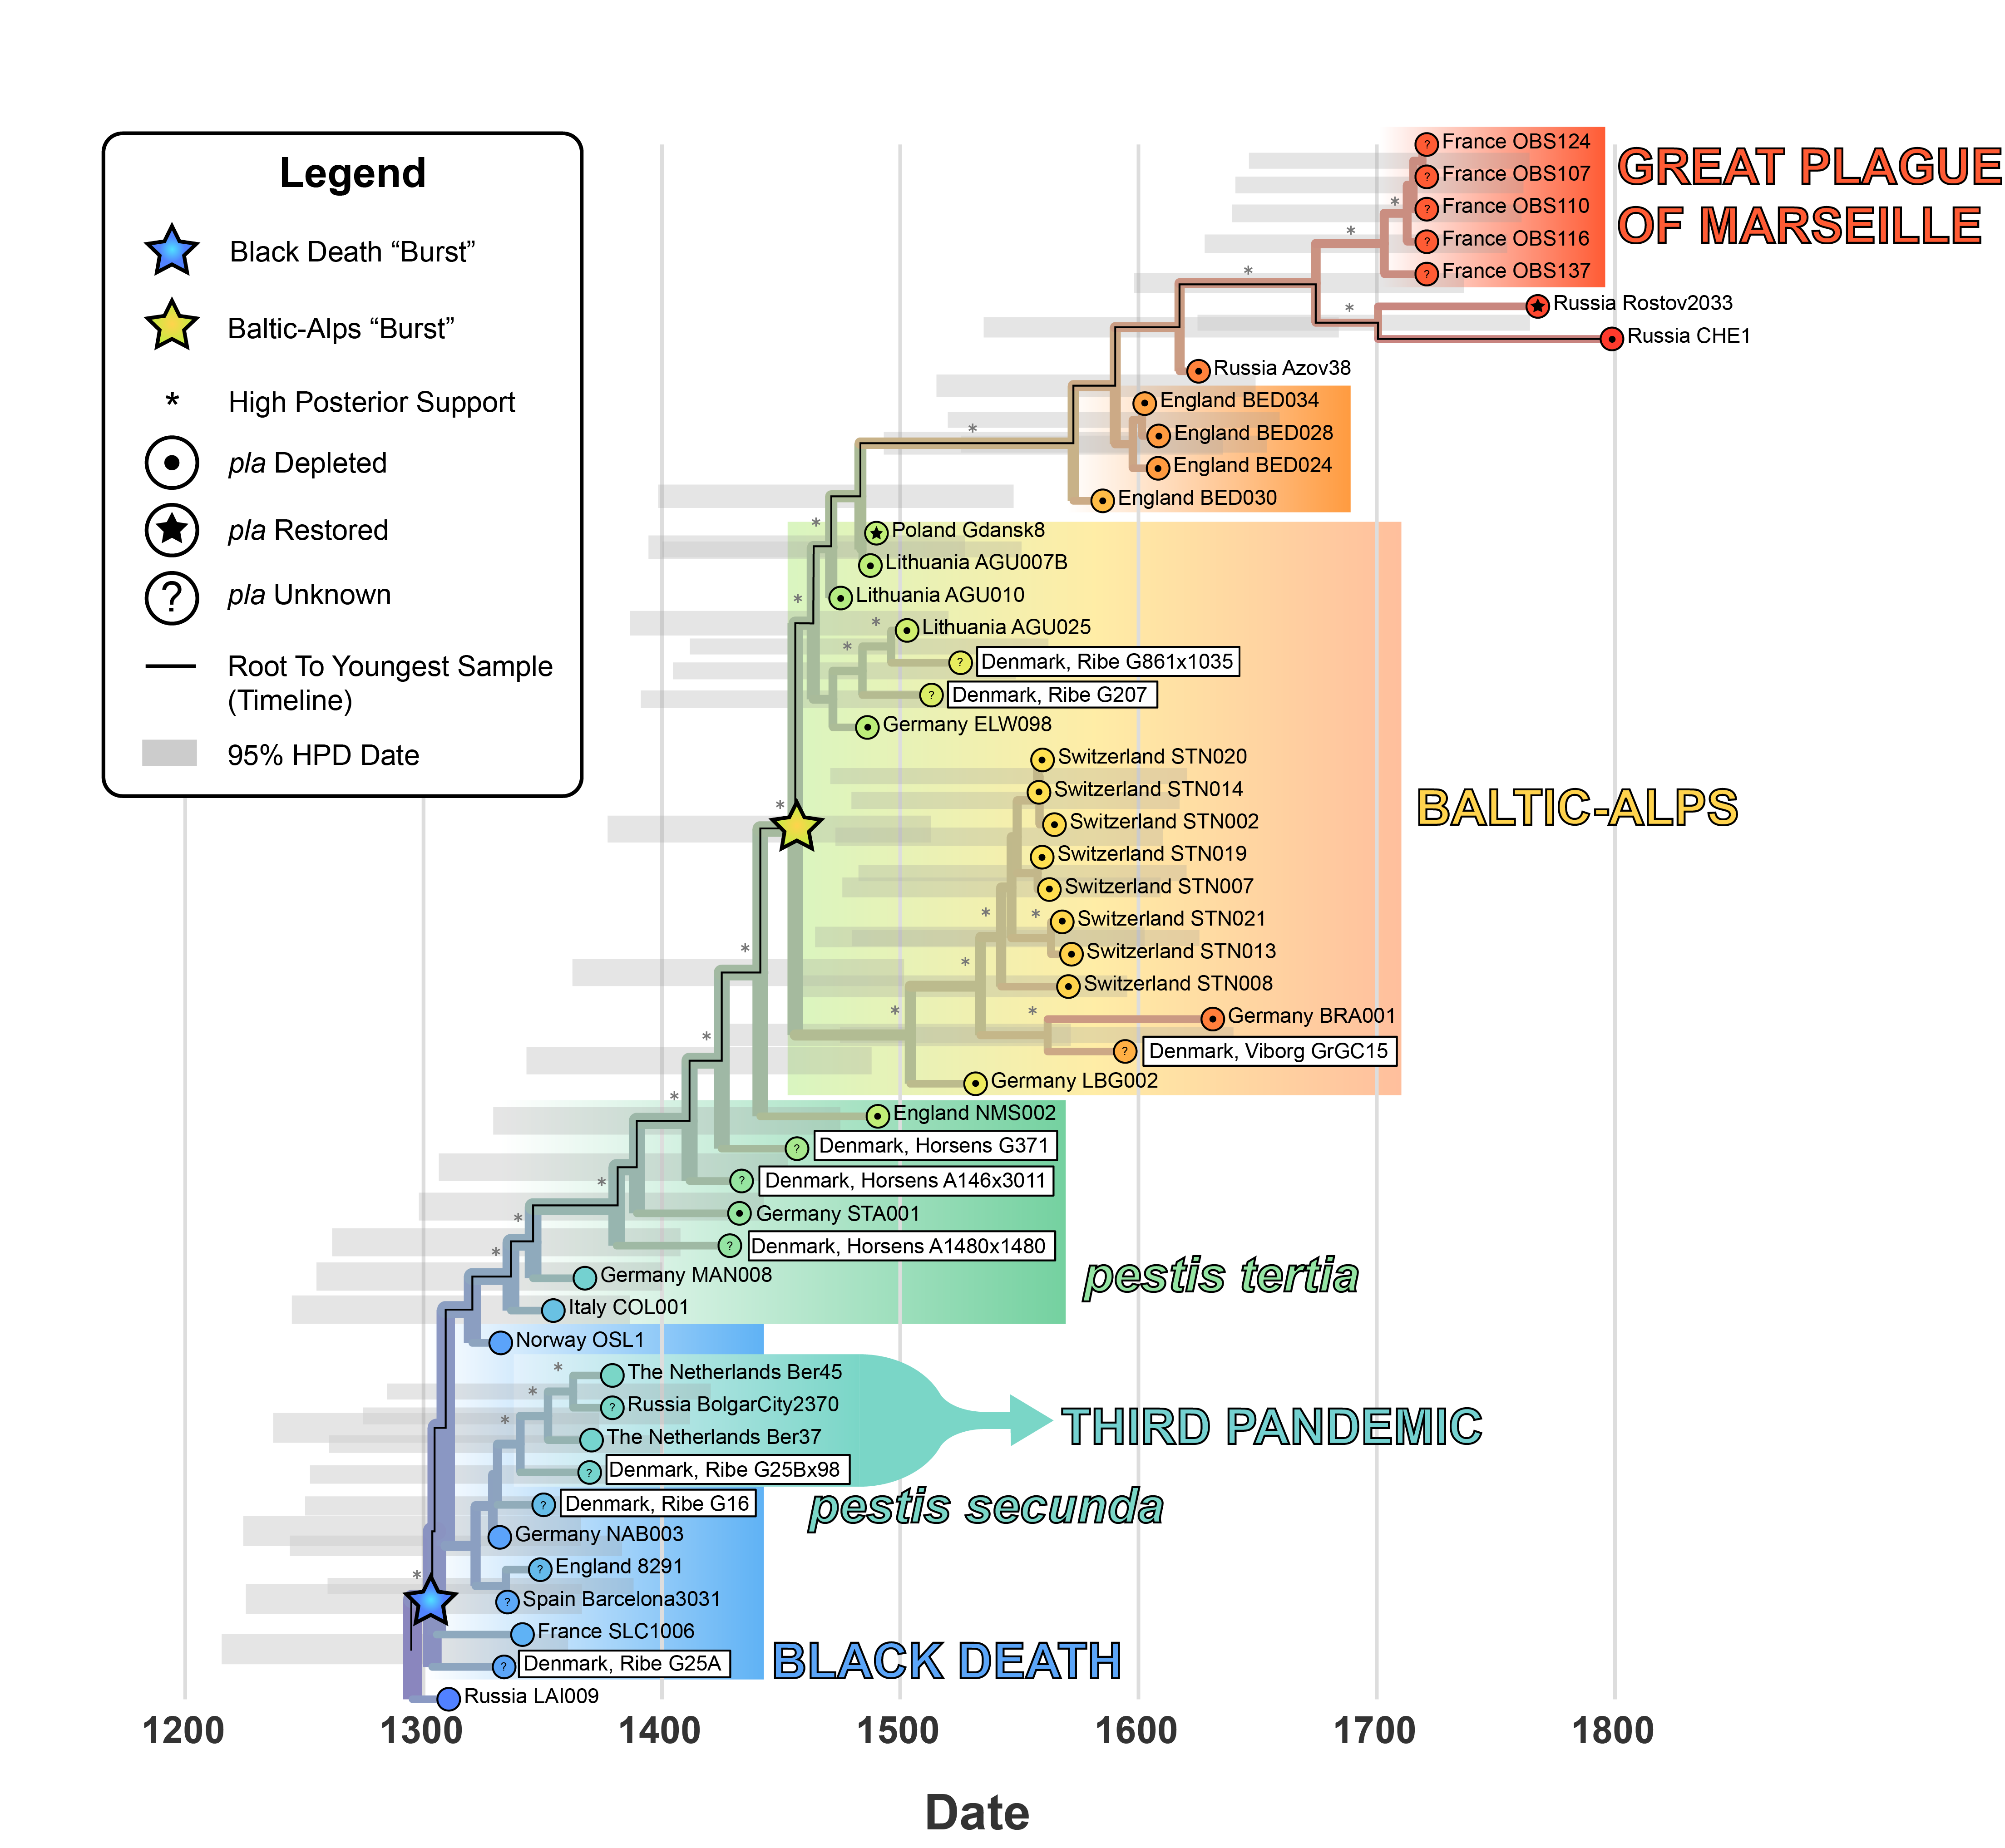 Legend
Black Death “Burst”
Baltic-Alps “Burst”
* High Posterior Support
pla Depleted
pla Restored
? pla Unknown
Root To Youngest Sample
(Timeline)
95% HPD Date
France OBS124
France OBS107
France OBS110
France OBS116
France OBS137
GREAT PLAGUE
OF MARSEILLE
Russia Rostov2033
Russia CHE1
Russia Azov38
England BED034
England BED028
England BED024
England BED030
Poland Gdansk8
Lithuania AGU007B
Lithuania AGU010
Lithuania AGU025
Denmark, Ribe G861x1035
Denmark, Ribe G207
Germany ELW098
Switzerland STN020
Switzerland STN014
Switzerland STN002
Switzerland STN019
Switzerland STN007
Switzerland STN021
Switzerland STN013
Switzerland STN008
Germany BRA001
Denmark, Viborg GrGC15
Germany LBG002
BALTIC-ALPS
England NMS002
Denmark, Horsens G371
Denmark, Horsens A146x3011
Germany STA001
Denmark, Horsens A1480x1480
Germany MAN008
Italy COL001
pestis tertia
Norway OSL1
The Netherlands Ber45
Russia BolgarCity2370
The Netherlands Ber37
Denmark, Ribe G25Bx98
THIRD PANDEMIC
pestis secunda
Denmark, Ribe G16
Germany NAB003
England 8291
Spain Barcelona3031
France SLC1006
Denmark, Ribe G25A
BLACK DEATH
Russia LAI009
1200 1300 1400 1500 1600 1700 1800
Date